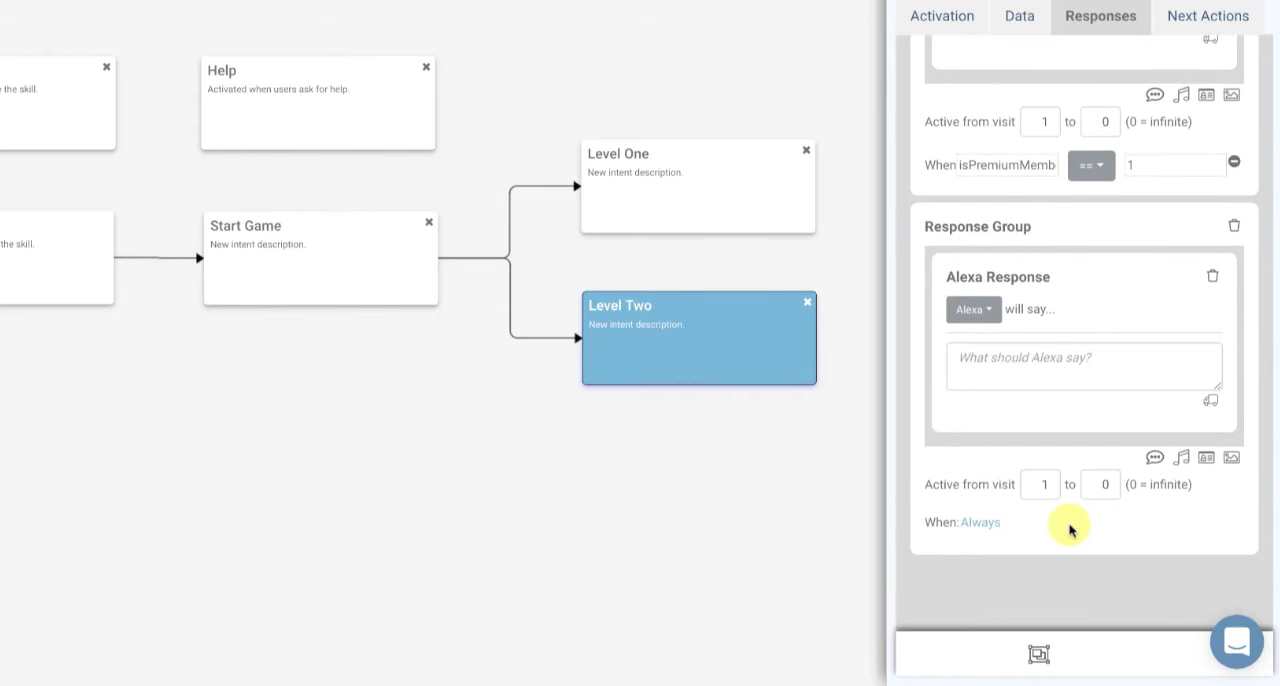 Activation Data Responses Next Actions
the skill.
Help
Activated when users ask for help.
Active from visit 1 to 0 (0 = infinite)
When isPremiumMemb == 1
Level One
New intent description.
Start Game
New intent description.
the skill.
Response Group
Alexa Response
Alexa will say...
Level Two
New intent description.
What should Alexa say?
Active from visit 1 to 0 (0 = infinite)
When: Always